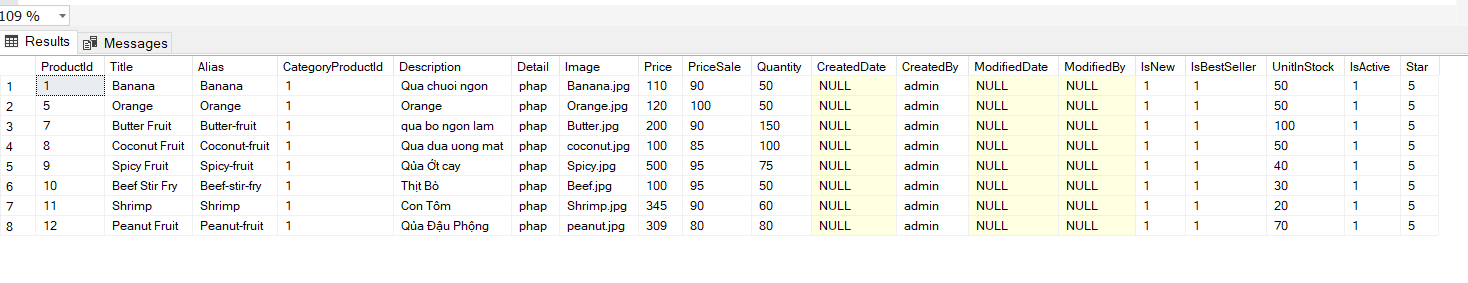 109 %
Results Messages
ProductId Title Alias CategoryProductId Description Detail Image Price PriceSale Quantity CreatedDate CreatedBy ModifiedDate ModifiedBy IsNew IsBestSeller UnitInStock IsActive Star
1 1 Banana Banana 1 Qua chuoi ngon phap Banana.jpg 110 90 50 NULL admin NULL NULL 1 1 50 1 5
2 5 Orange Orange 1 Orange phap Orange.jpg 120 100 50 NULL admin NULL NULL 1 1 50 1 5
3 7 Butter Fruit Butter-fruit 1 qua bo ngon lam phap Butter.jpg 200 90 150 NULL admin NULL NULL 1 1 100 1 5
4 8 Coconut Fruit Coconut-fruit 1 Qua dua uong mat phap coconut.jpg 100 85 100 NULL admin NULL NULL 1 1 50 1 5
5 9 Spicy Fruit Spicy-fruit 1 Qủa Ớt cay phap Spicy.jpg 500 95 75 NULL admin NULL NULL 1 1 40 1 5
6 10 Beef Stir Fry Beef-stir-fry 1 Thịt Bò phap Beef.jpg 100 95 50 NULL admin NULL NULL 1 1 30 1 5
7 11 Shrimp Shrimp 1 Con Tôm phap Shrimp.jpg 345 90 60 NULL admin NULL NULL 1 1 20 1 5
8 12 Peanut Fruit Peanut-fruit 1 Qủa Đậu Phộng phap peanut.jpg 309 80 80 NULL admin NULL NULL 1 1 70 1 5